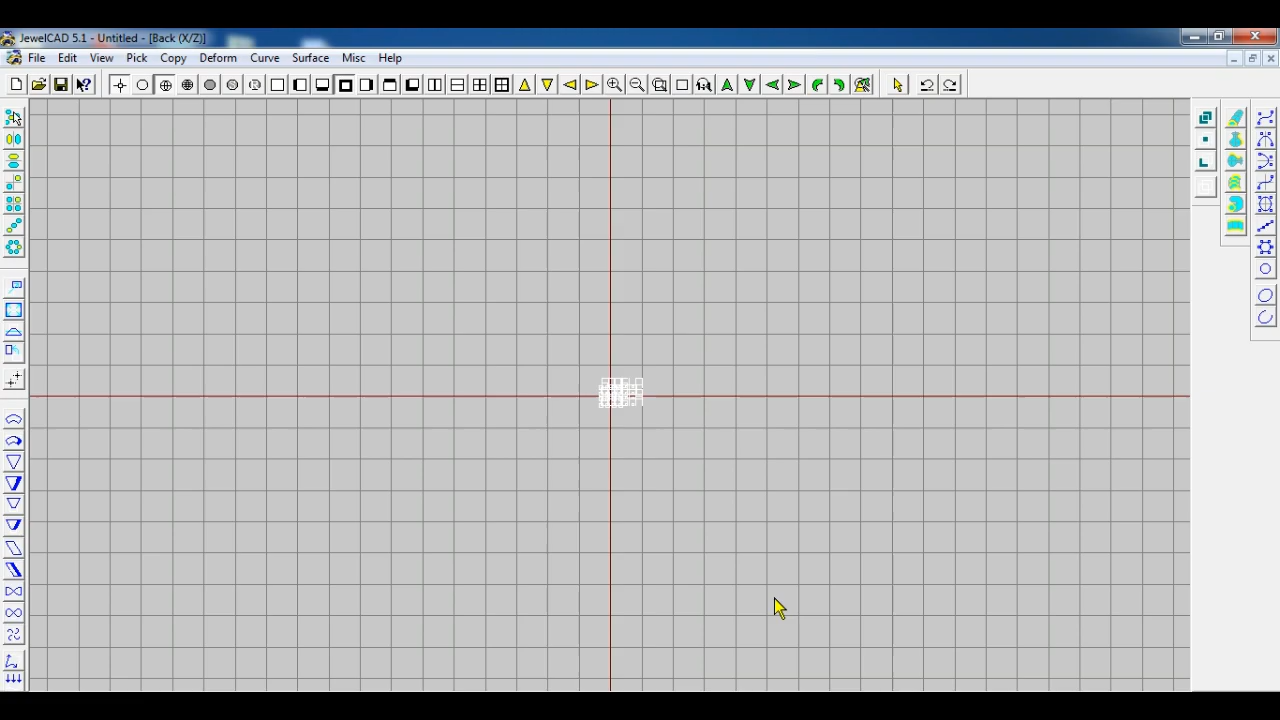 JewelCAD 5.1 - Untitled - [Back (X/Z)]
File Edit View Pick Copy Deform Curve Surface Misc Help